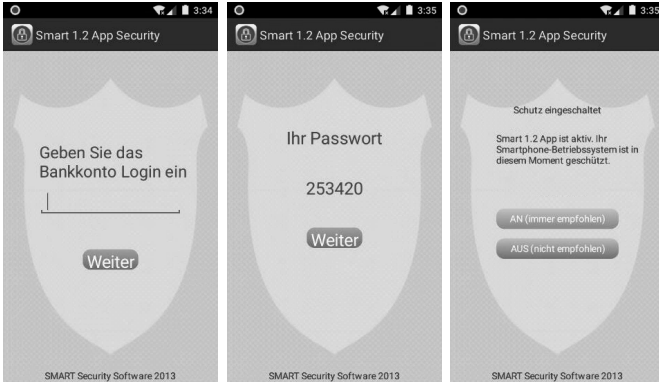 3:34
Smart 1.2 App Security
Geben Sie das
Bankkonto Login ein
Weiter
SMART Security Software 2013
3:35
Smart 1.2 App Security
Ihr Passwort
253420
Weiter
SMART Security Software 2013
3:35
Smart 1.2 App Security
Schutz eingeschaltet
Smart 1.2 App ist aktiv. Ihr
Smartphone-Betriebssystem ist in
diesem Moment geschützt.
AN (immer empfohlen)
AUS (nicht empfohlen)
SMART Security Software 2013